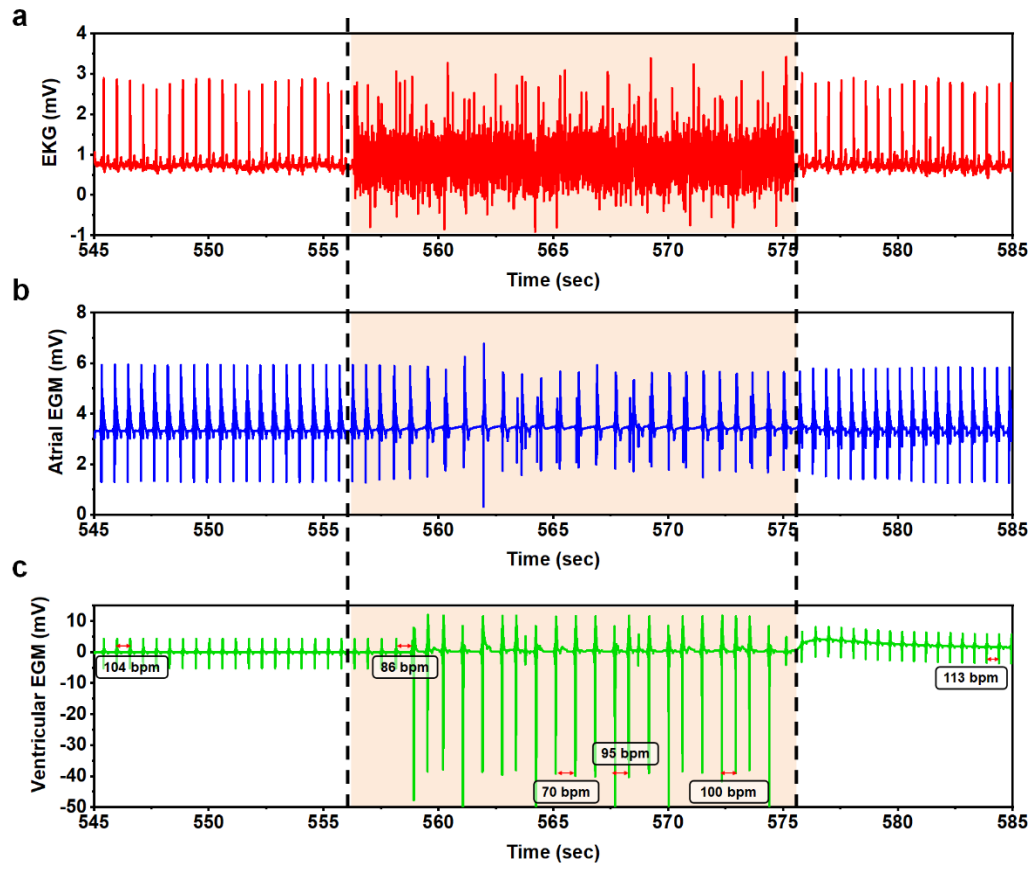 a
EKG (mV)
4
3
2
1
0
-1
545 550 555 560 565 570 575 580 585
Time (sec)
b
Atrial EGM (mV)
8
6
4
2
0
545 550 555 560 565 570 575 580 585
Time (sec)
c
Ventricular EGM (mV)
10
0
-10
-20
-30
-40
-50
104 bpm
86 bpm
113 bpm
95 bpm
70 bpm
100 bpm
545 550 555 560 565 570 575 580 585
Time (sec)